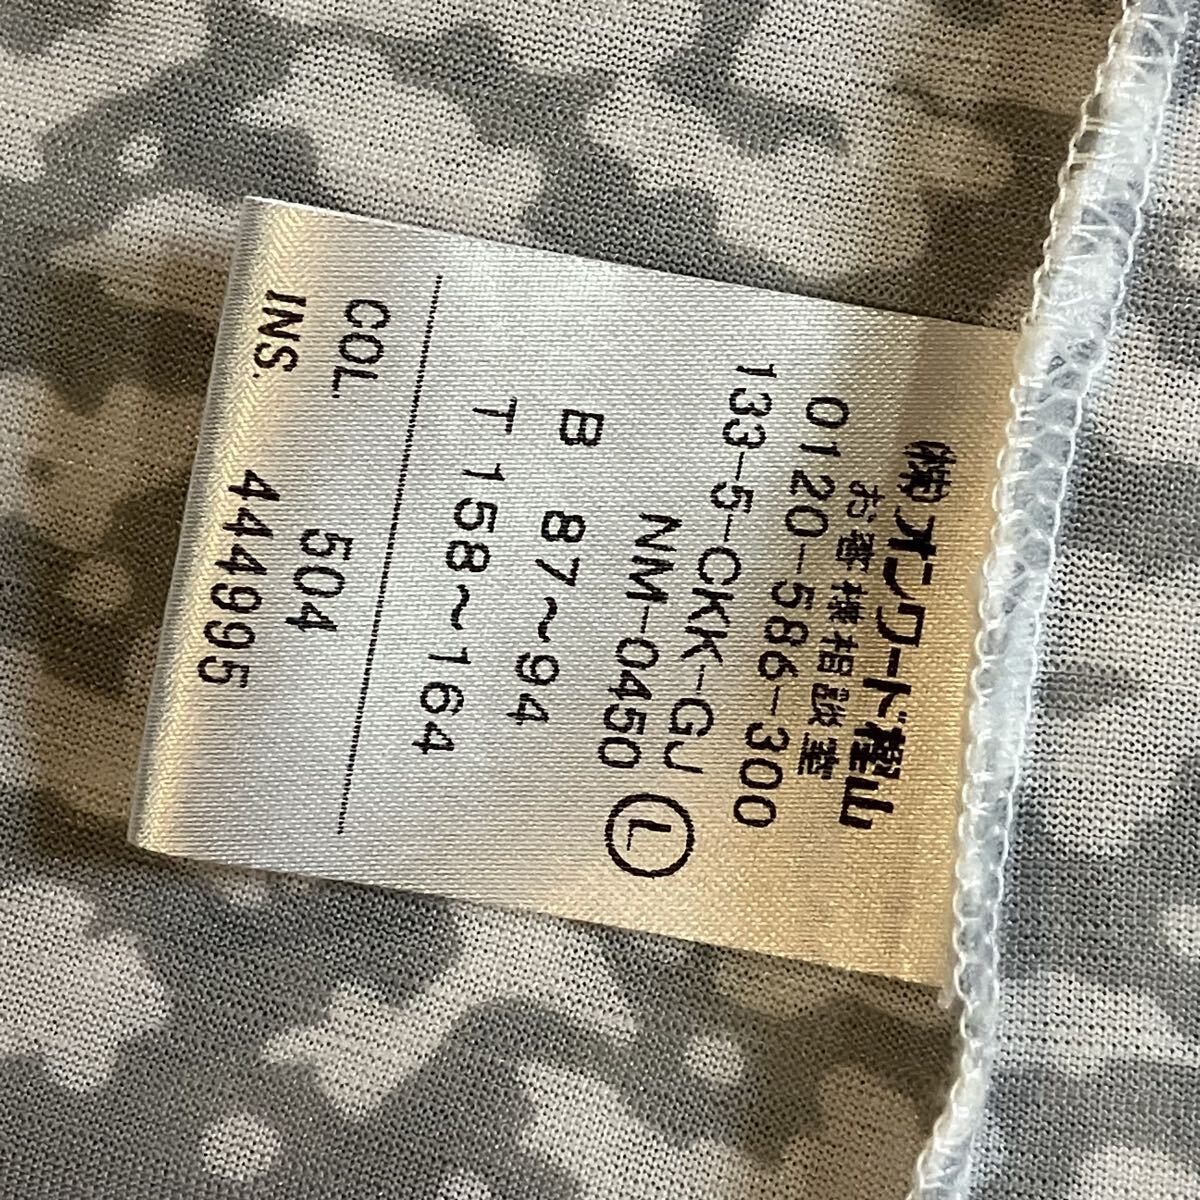 ㈱オンワード樫山
お客様相談室
0120-586-300
133-5-CKK-GJ
NM-0450 Ⓛ
B 87~94
T 158~164
COL. 504
INS. 444995